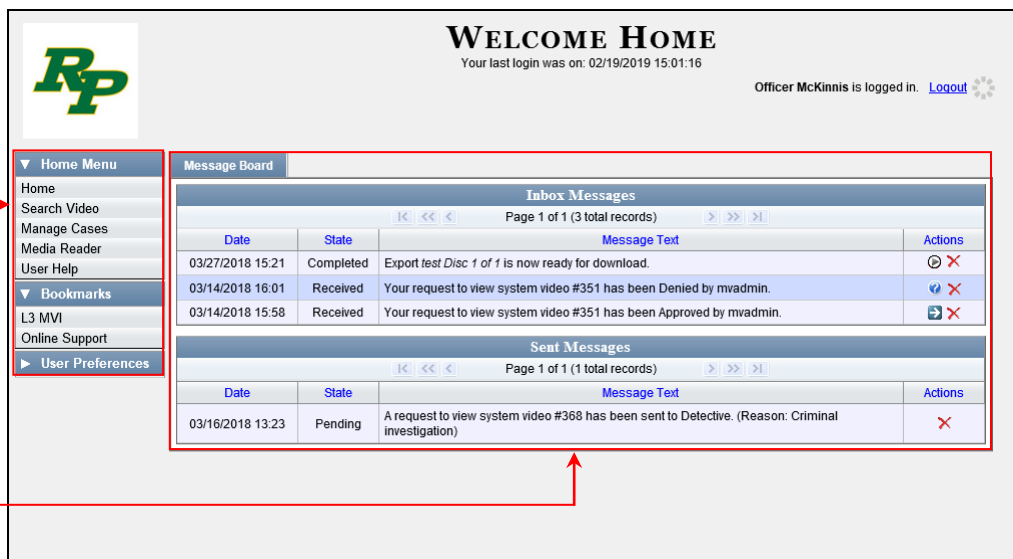 RP
WELCOME HOME
Your last login was on: 02/19/2019 15:01:16
Officer McKinnis is logged in. Logout
▼ Home Menu
Home
Search Video
Manage Cases
Media Reader
User Help
▼ Bookmarks
L3 MVI
Online Support
► User Preferences
Message Board
Inbox Messages
|< << < Page 1 of 1 (3 total records) > >> >|
Date State Message Text Actions
03/27/2018 15:21 Completed Export test Disc 1 of 1 is now ready for download.
03/14/2018 16:01 Received Your request to view system video #351 has been Denied by mvadmin.
03/14/2018 15:58 Received Your request to view system video #351 has been Approved by mvadmin.
Sent Messages
|< << < Page 1 of 1 (1 total records) > >> >|
Date State Message Text Actions
03/16/2018 13:23 Pending A request to view system video #368 has been sent to Detective. (Reason: Criminal
investigation)